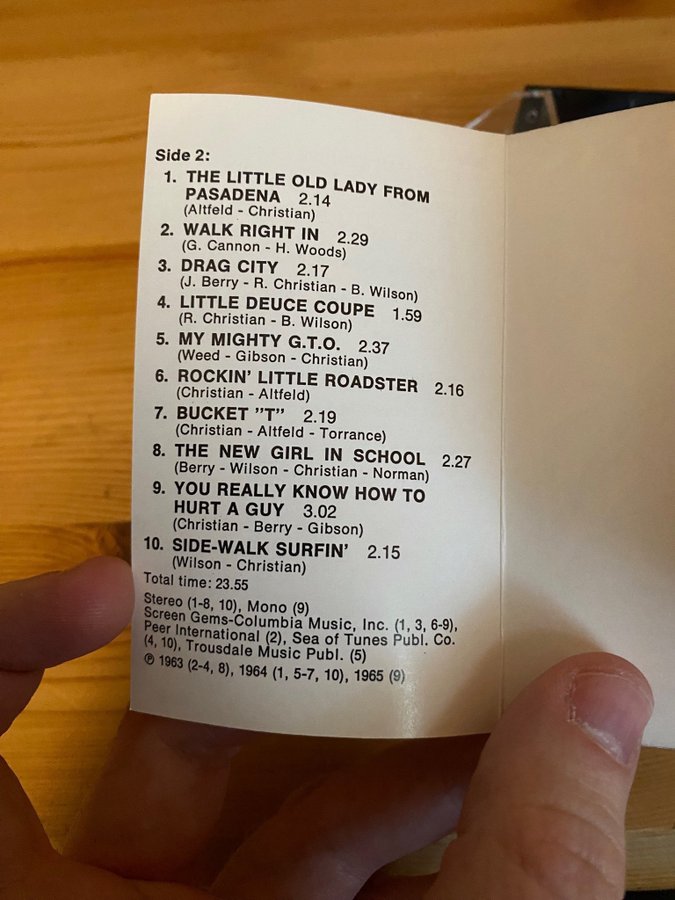 Side 2:
1. THE LITTLE OLD LADY FROM
PASADENA 2.14
(Altfeld - Christian)
2. WALK RIGHT IN 2.29
(G. Cannon - H. Woods)
3. DRAG CITY 2.17
(J. Berry - R. Christian - B. Wilson)
4. LITTLE DEUCE COUPE 1.59
(R. Christian - B. Wilson)
5. MY MIGHTY G.T.O. 2.37
(Weed - Gibson - Christian)
6. ROCKIN' LITTLE ROADSTER 2.16
(Christian - Altfeld)
7. BUCKET "T" 2.19
(Christian - Altfeld - Torrance)
8. THE NEW GIRL IN SCHOOL 2.27
(Berry - Wilson - Christian - Norman)
9. YOU REALLY KNOW HOW TO
HURT A GUY 3.02
(Christian - Berry - Gibson)
10. SIDE-WALK SURFIN' 2.15
(Wilson - Christian)
Total time: 23.55
Stereo (1-8, 10), Mono (9)
Screen Gems-Columbia Music, Inc. (1, 3, 6-9),
Peer International (2), Sea of Tunes Publ. Co.
(4, 10), Trousdale Music Publ. (5)
℗ 1963 (2-4, 8), 1964 (1, 5-7, 10), 1965 (9)